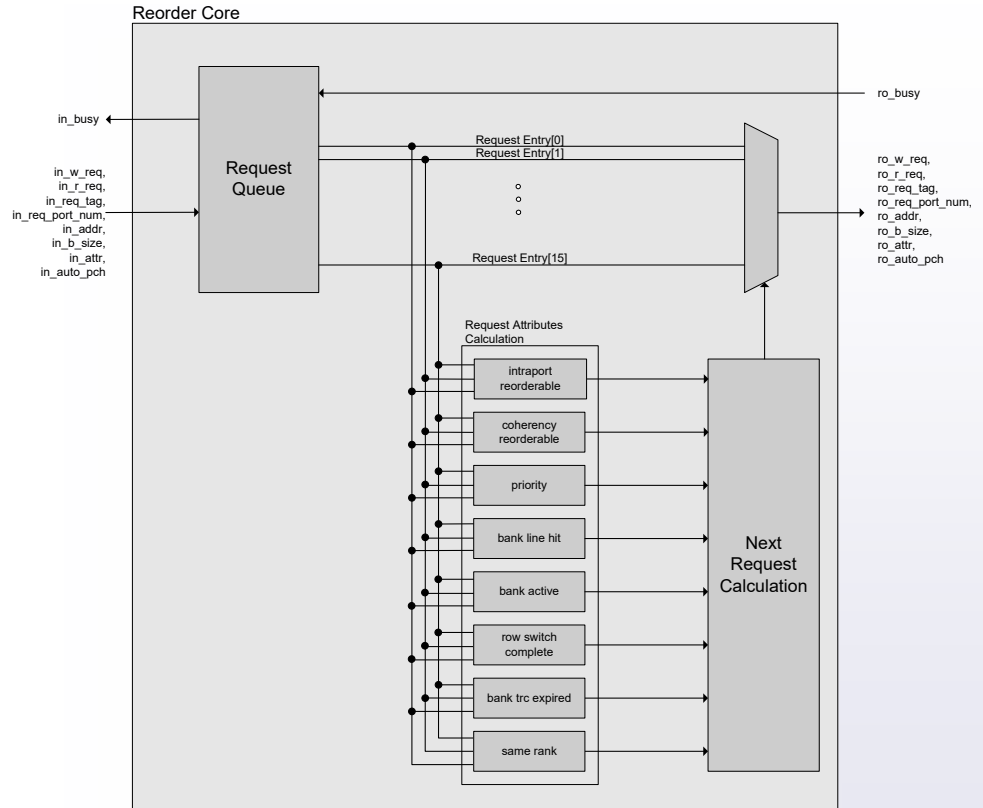 Reorder Core
ro_busy
in_busy
Request
Queue
Request Entry[0]
Request Entry[1]
Request Entry[15]
in_w_req,
in_r_req,
in_req_tag,
in_req_port_num,
in_addr,
in_b_size,
in_attr,
in_auto_pch
ro_w_req,
ro_r_req,
ro_req_tag,
ro_req_port_num,
ro_addr,
ro_b_size,
ro_attr,
ro_auto_pch
Request Attributes
Calculation
intraport
reorderable
coherency
reorderable
priority
bank line hit
bank active
row switch
complete
bank trc expired
same rank
Next
Request
Calculation